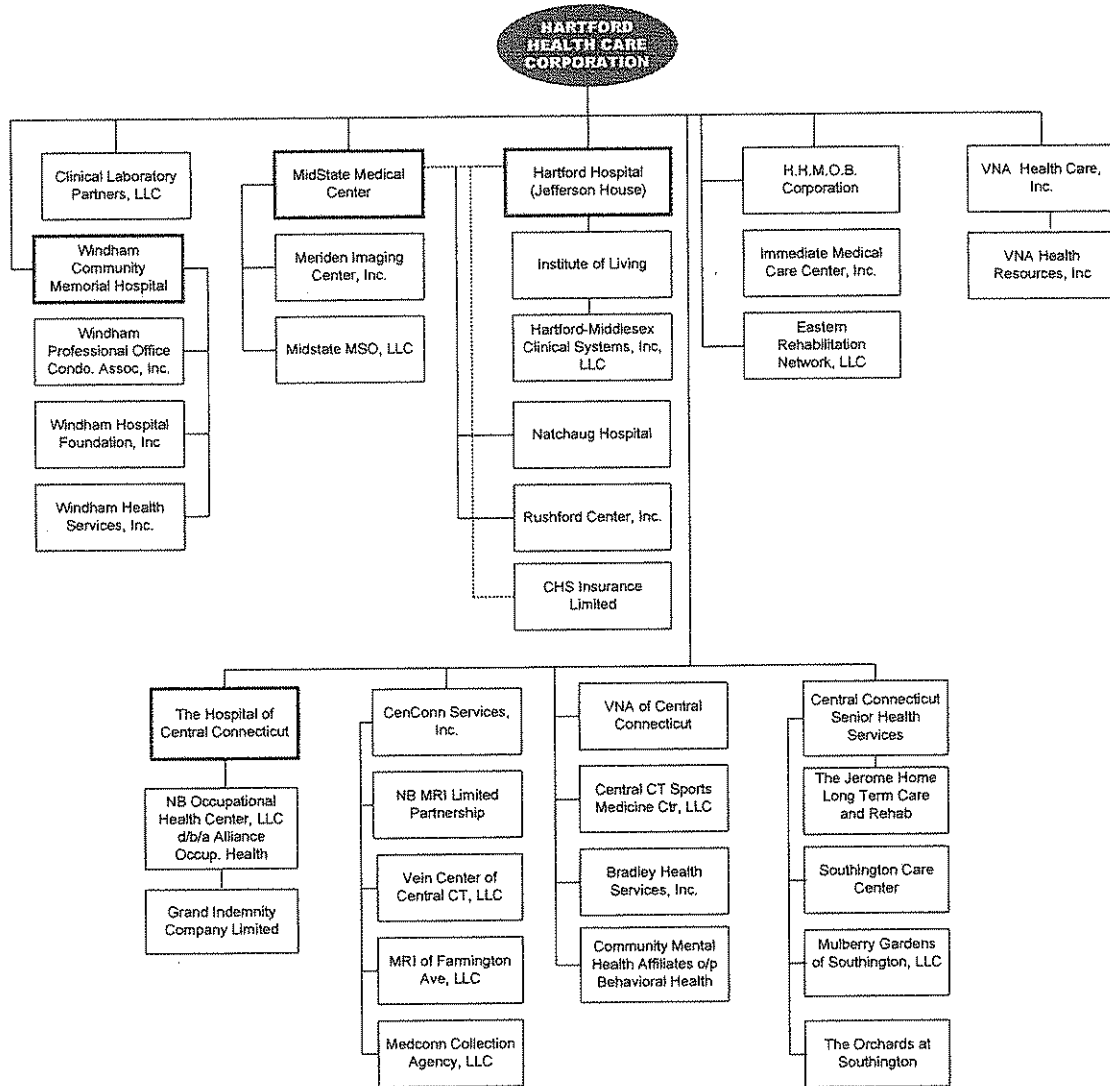 HARTFORD
HEALTH CARE
CORPORATION
Clinical Laboratory
Partners, LLC
Windham
Community
Memorial Hospital
Windham
Professional Office
Condo. Assoc, Inc.
Windham Hospital
Foundation, Inc
Windham Health
Services, Inc.
MidState Medical
Center
Meriden Imaging
Center, Inc.
Midstate MSO, LLC
Hartford Hospital
(Jefferson House)
Institute of Living
Hartford-Middlesex
Clinical Systems, Inc,
LLC
Natchaug Hospital
Rushford Center, Inc.
CHS Insurance
Limited
H.H.M.O.B.
Corporation
Immediate Medical
Care Center, Inc.
Eastern
Rehabilitation
Network, LLC
VNA Health Care,
Inc.
VNA Health
Resources, Inc
The Hospital of
Central Connecticut
NB Occupational
Health Center, LLC
d/b/a Alliance
Occup. Health
Grand Indemnity
Company Limited
CenConn Services,
Inc.
NB MRI Limited
Partnership
Vein Center of
Central CT, LLC
MRI of Farmington
Ave, LLC
Medconn Collection
Agency, LLC
VNA of Central
Connecticut
Central CT Sports
Medicine Ctr, LLC
Bradley Health
Services, Inc.
Community Mental
Health Affiliates o/p
Behavioral Health
Central Connecticut
Senior Health
Services
The Jerome Home
Long Term Care
and Rehab
Southington Care
Center
Mulberry Gardens
of Southington, LLC
The Orchards at
Southington